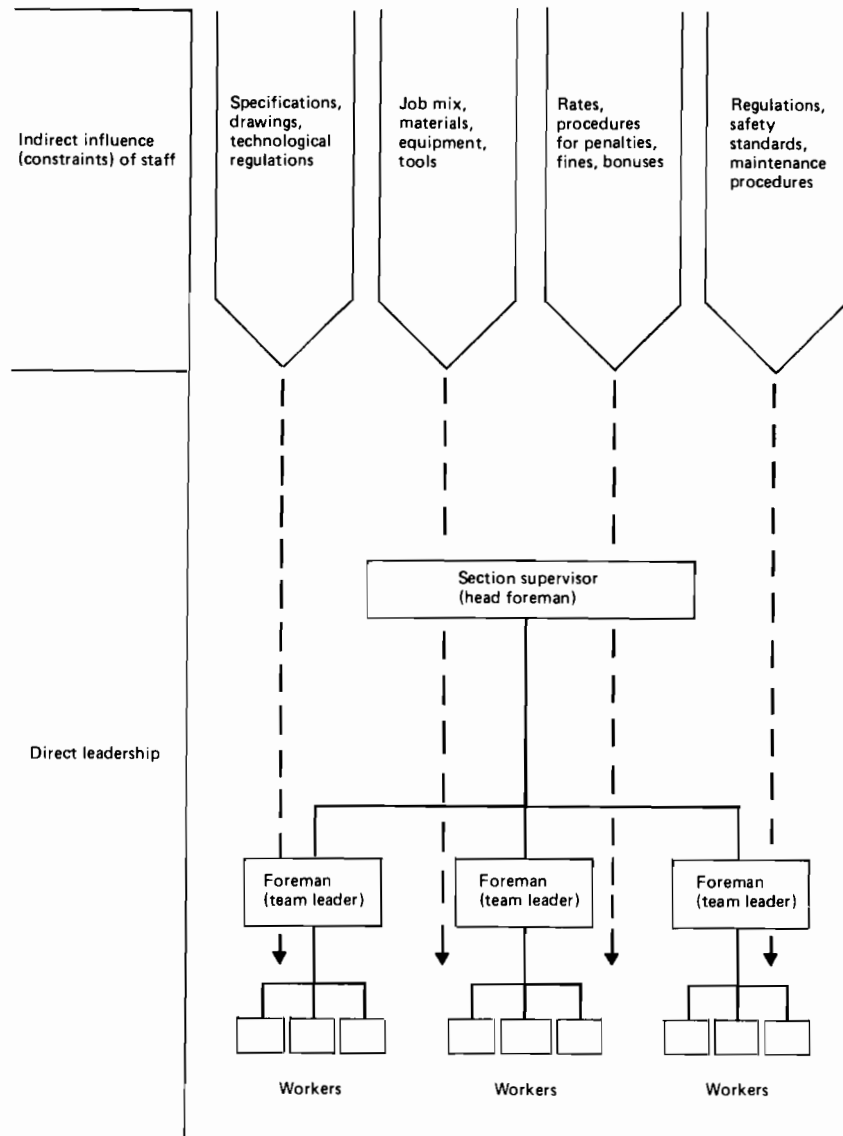 Indirect influence
(constraints) of staff
Specifications,
drawings,
technological
regulations
Job mix,
materials,
equipment,
tools
Rates,
procedures
for penalties,
fines, bonuses
Regulations,
safety
standards,
maintenance
procedures
Section supervisor
(head foreman)
Direct leadership
Foreman
(team leader)
Foreman
(team leader)
Foreman
(team leader)
Workers
Workers
Workers